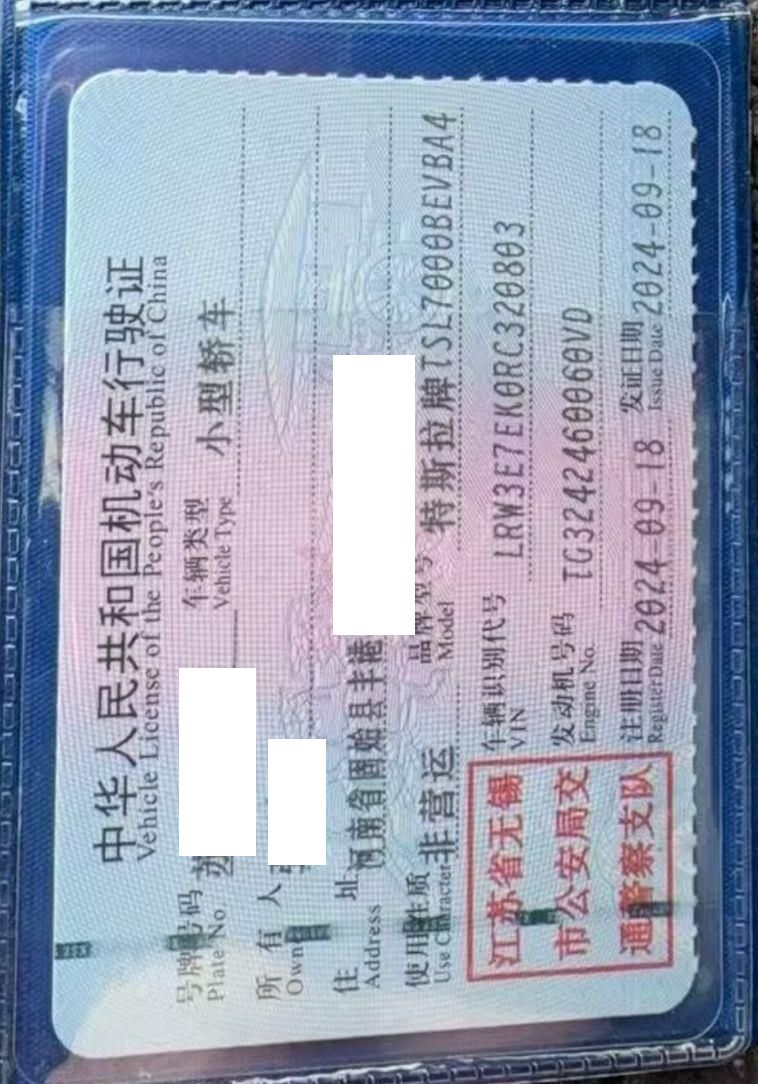 中华人民共和国机动车行驶证
Vehicle License of the People's Republic of China
号牌号码 苏 车辆类型 小型轿车
Plate No. Vehicle Type
所有人
Owner
住址 河南省固始县丰港
Address
使用性质 非营运 品牌型号 特斯拉牌TSL7000BEVBA4
Use Character Model
车辆识别代号 LRW3E7EK0RC320803
VIN
发动机号码 TG3242460060VD
Engine No.
注册日期 2024-09-18 发证日期 2024-09-18
Register Date Issue Date
江苏省无锡
市公安局交
通警察支队